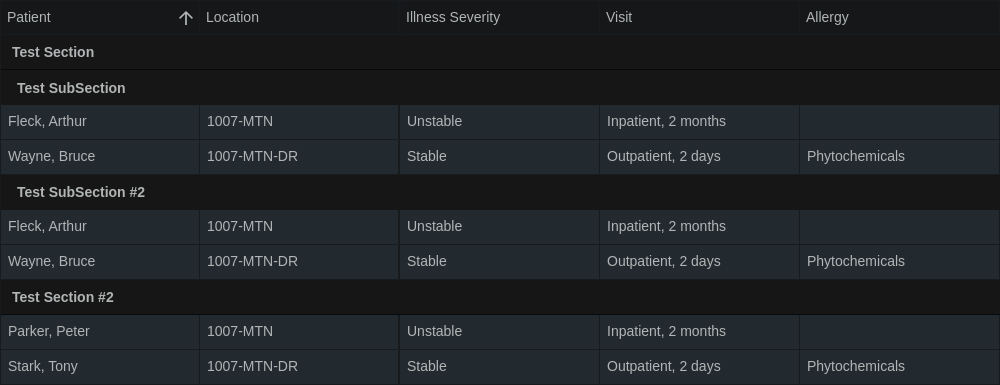 Patient Location Illness Severity Visit Allergy
Test Section
Test SubSection
Fleck, Arthur 1007-MTN Unstable Inpatient, 2 months
Wayne, Bruce 1007-MTN-DR Stable Outpatient, 2 days Phytochemicals
Test SubSection #2
Fleck, Arthur 1007-MTN Unstable Inpatient, 2 months
Wayne, Bruce 1007-MTN-DR Stable Outpatient, 2 days Phytochemicals
Test Section #2
Parker, Peter 1007-MTN Unstable Inpatient, 2 months
Stark, Tony 1007-MTN-DR Stable Outpatient, 2 days Phytochemicals